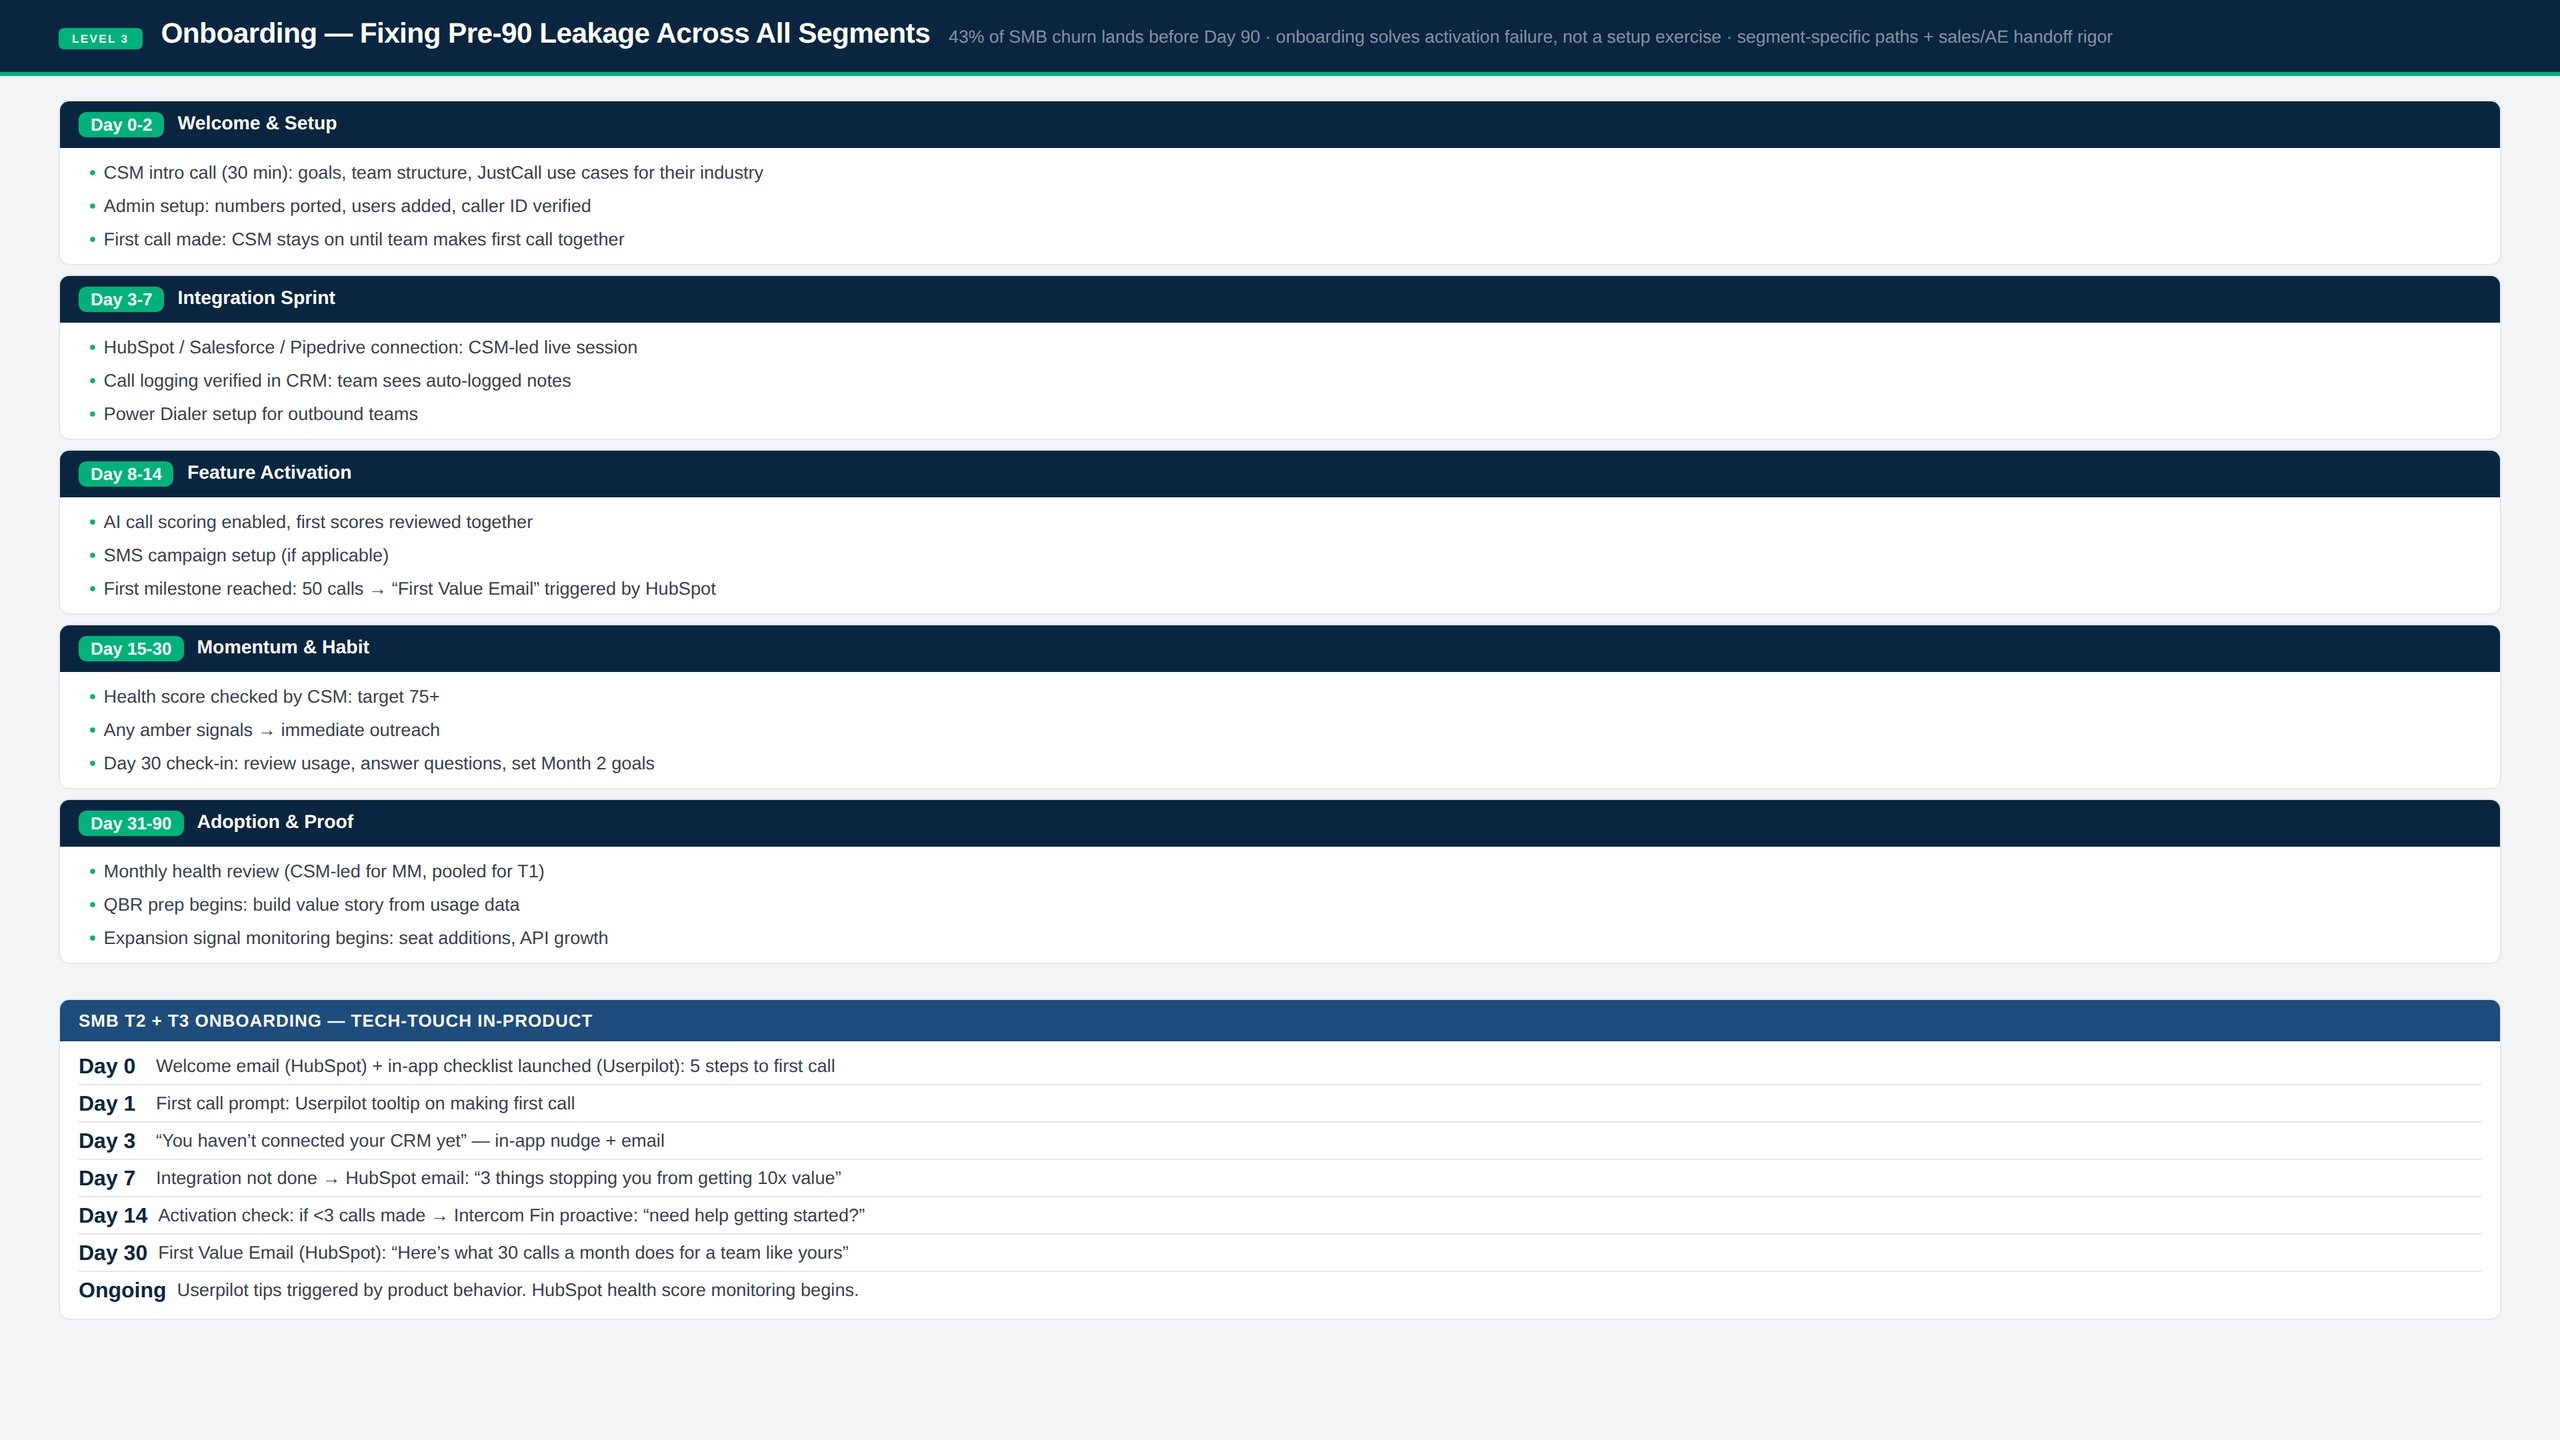 LEVEL 3 Onboarding — Fixing Pre-90 Leakage Across All Segments 43% of SMB churn lands before Day 90 · onboarding solves activation failure, not a setup exercise · segment-specific paths + sales/AE handoff rigor
Day 0-2 Welcome & Setup
• CSM intro call (30 min): goals, team structure, JustCall use cases for their industry
• Admin setup: numbers ported, users added, caller ID verified
• First call made: CSM stays on until team makes first call together
Day 3-7 Integration Sprint
• HubSpot / Salesforce / Pipedrive connection: CSM-led live session
• Call logging verified in CRM: team sees auto-logged notes
• Power Dialer setup for outbound teams
Day 8-14 Feature Activation
• AI call scoring enabled, first scores reviewed together
• SMS campaign setup (if applicable)
• First milestone reached: 50 calls → “First Value Email” triggered by HubSpot
Day 15-30 Momentum & Habit
• Health score checked by CSM: target 75+
• Any amber signals → immediate outreach
• Day 30 check-in: review usage, answer questions, set Month 2 goals
Day 31-90 Adoption & Proof
• Monthly health review (CSM-led for MM, pooled for T1)
• QBR prep begins: build value story from usage data
• Expansion signal monitoring begins: seat additions, API growth
SMB T2 + T3 ONBOARDING — TECH-TOUCH IN-PRODUCT
Day 0 Welcome email (HubSpot) + in-app checklist launched (Userpilot): 5 steps to first call
Day 1 First call prompt: Userpilot tooltip on making first call
Day 3 “You haven’t connected your CRM yet” — in-app nudge + email
Day 7 Integration not done → HubSpot email: “3 things stopping you from getting 10x value”
Day 14 Activation check: if <3 calls made → Intercom Fin proactive: “need help getting started?”
Day 30 First Value Email (HubSpot): “Here’s what 30 calls a month does for a team like yours”
Ongoing Userpilot tips triggered by product behavior. HubSpot health score monitoring begins.